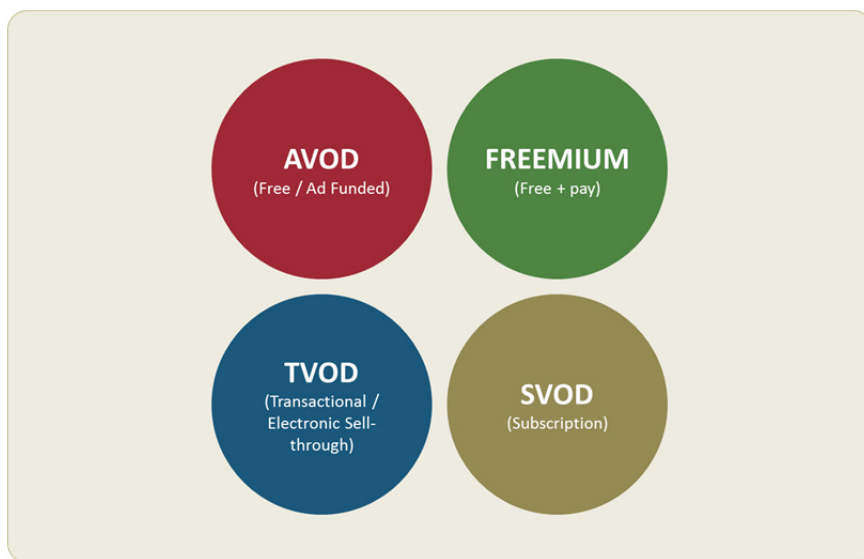 AVOD
(Free / Ad Funded)
FREEMIUM
(Free + pay)
TVOD
(Transactional /
Electronic Sell-
through)
SVOD
(Subscription)